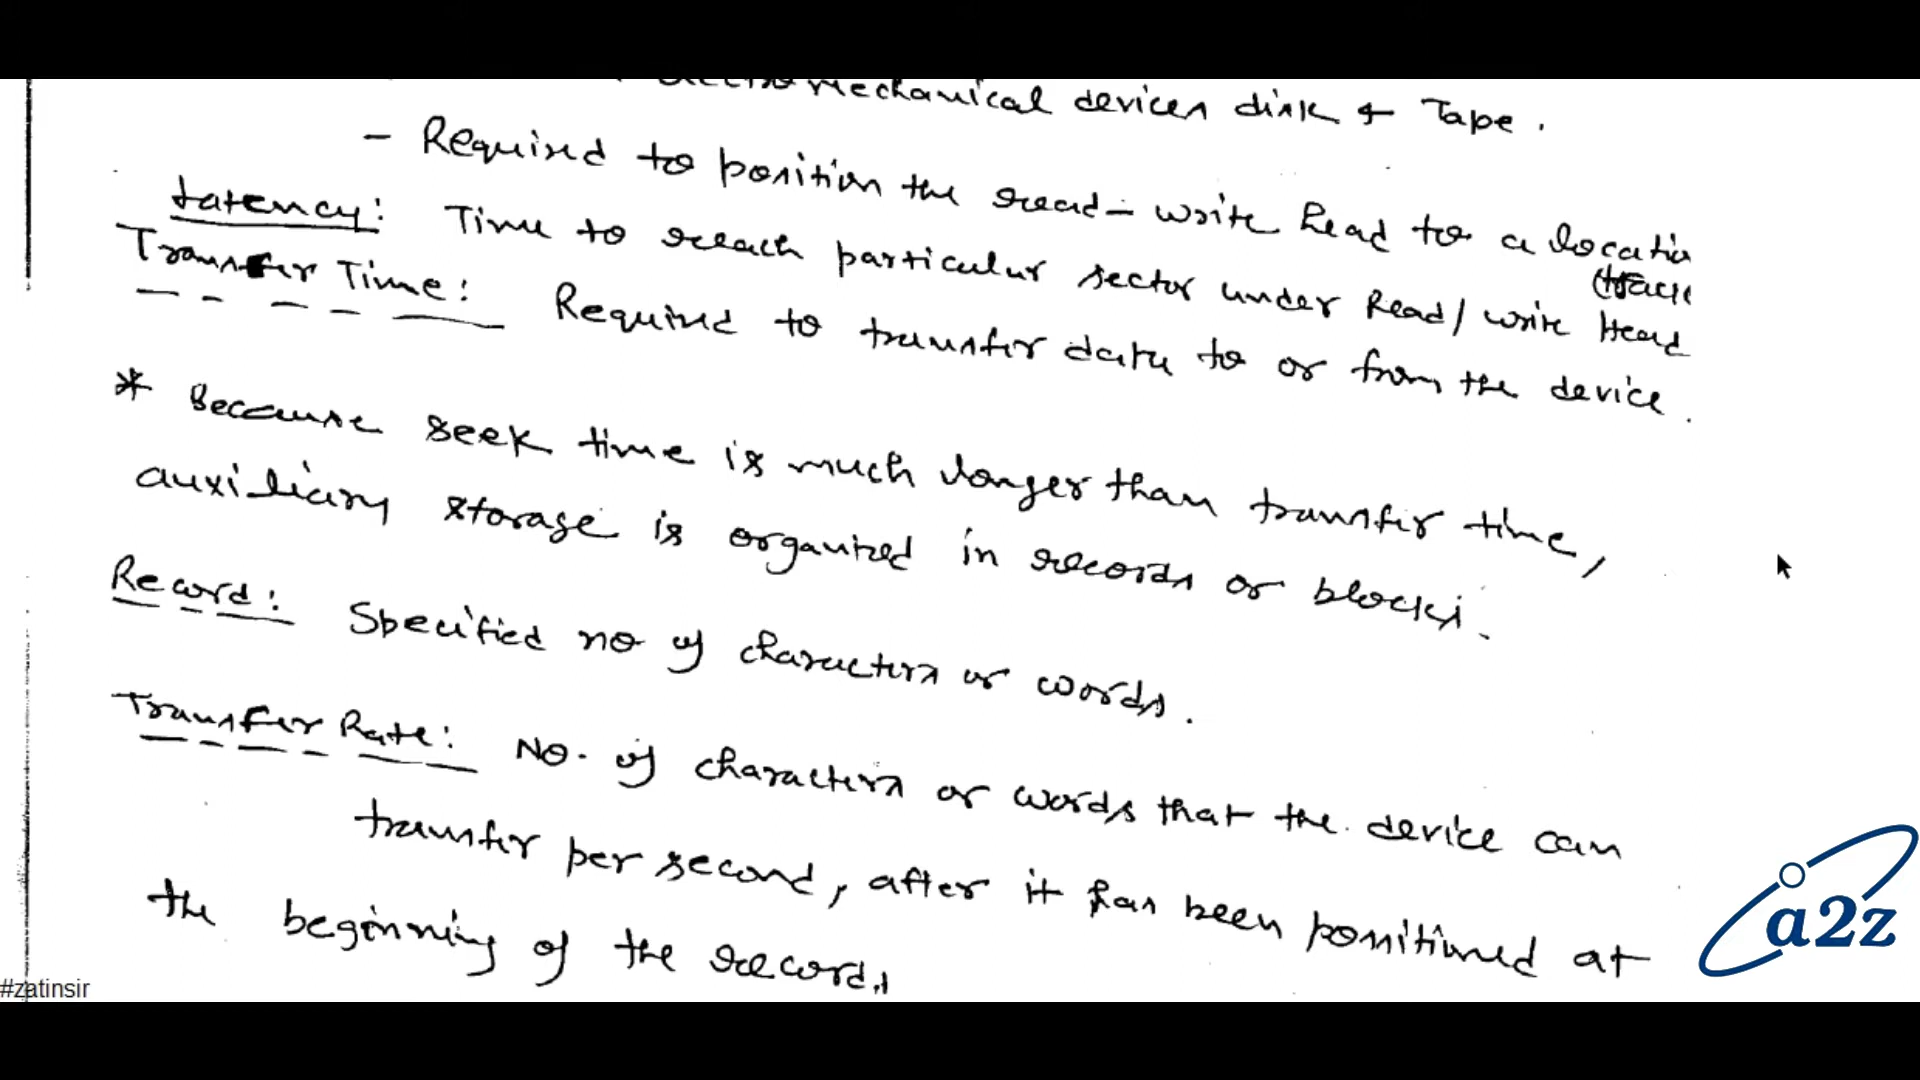 electromechanical devices disk & Tape.
- Required to position the read-write head to a locatio
(track
Latency: Time to reach particular sector under Read/write Head
Transfer Time: Required to transfer data to or from the device.
* Because seek time is much longer than transfer time,
auxiliary storage is organized in records or blocks.
Record: Specified no of characters or words.
Transfer Rate: No. of characters or words that the device can
transfer per second, after it has been positioned at
the beginning of the record.
a2z
#zatinsir